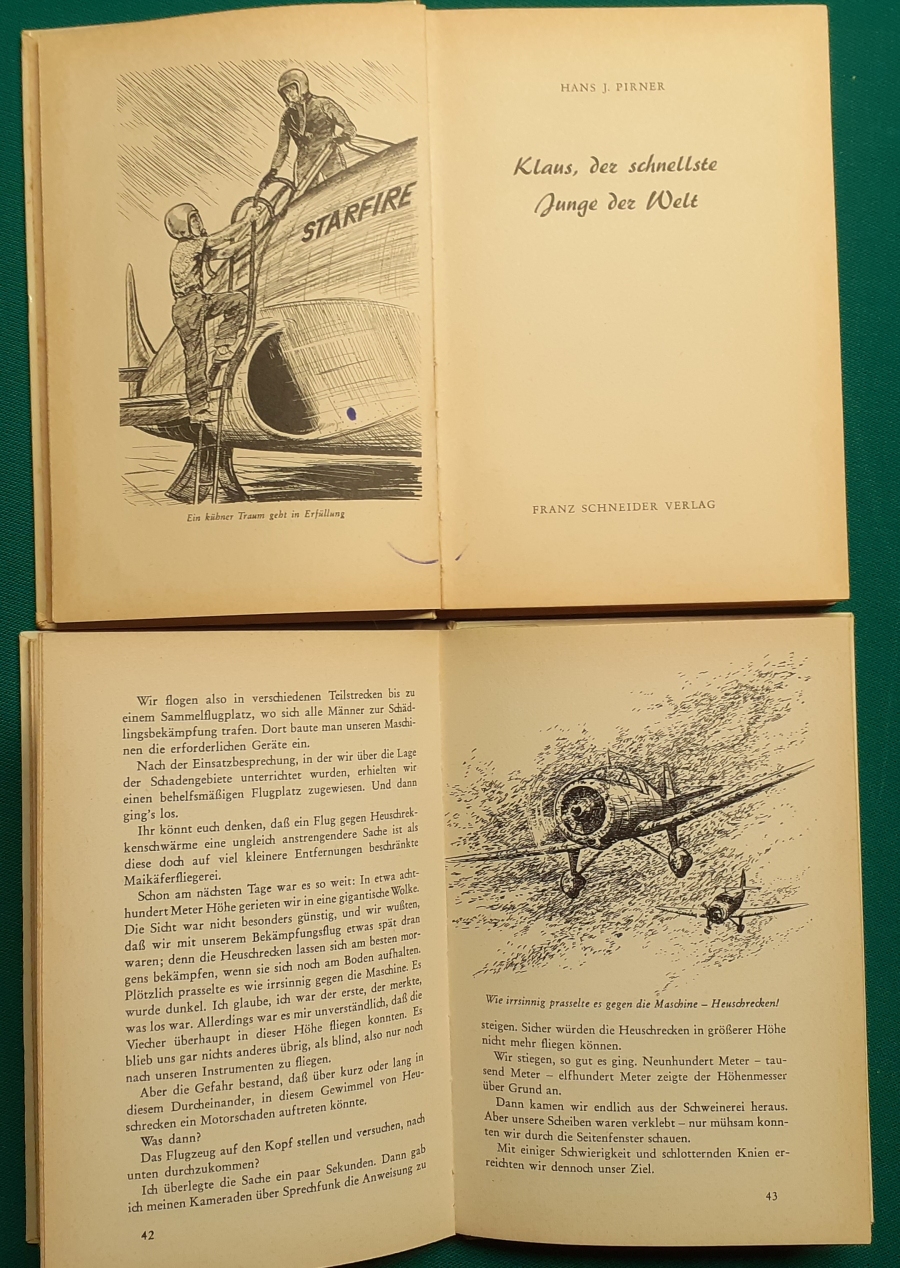 STARFIRE
Ein kühner Traum geht in Erfüllung
HANS J. PIRNER
Klaus, der schnellste
Junge der Welt
FRANZ SCHNEIDER VERLAG
Wir flogen also in verschiedenen Teilstrecken bis zu
einem Sammelflugplatz, wo sich alle Männer zur Schäd-
lingsbekämpfung trafen. Dort baute man unseren Maschi-
nen die erforderlichen Geräte ein.
Nach der Einsatzbesprechung, in der wir über die Lage
der Schadengebiete unterrichtet wurden, erhielten wir
einen behelfsmäßigen Flugplatz zugewiesen. Und dann
ging's los.
Ihr könnt euch denken, daß ein Flug gegen Heuschrek-
kenschwärme eine ungleich anstrengendere Sache ist als
diese doch auf viel kleinere Entfernungen beschränkte
Maikäferfliegerei.
Schon am nächsten Tage war es so weit: In etwa acht-
hundert Meter Höhe gerieten wir in eine gigantische Wolke.
Die Sicht war nicht besonders günstig, und wir wußten,
daß wir mit unserem Bekämpfungsflug etwas spät dran
waren; denn die Heuschrecken lassen sich am besten mor-
gens bekämpfen, wenn sie sich noch am Boden aufhalten.
Plötzlich prasselte es wie irrsinnig gegen die Maschine. Es
wurde dunkel. Ich glaube, ich war der erste, der merkte,
was los war. Allerdings war es mir unverständlich, daß die
Viecher überhaupt in dieser Höhe fliegen konnten. Es
blieb uns gar nichts anderes übrig, als blind, also nur noch
nach unseren Instrumenten zu fliegen.
Aber die Gefahr bestand, daß über kurz oder lang in
diesem Durcheinander, in diesem Gewimmel von Heu-
schrecken ein Motorschaden auftreten könnte.
Was dann?
Das Flugzeug auf den Kopf stellen und versuchen, nach
unten durchzukommen?
Ich überlegte die Sache ein paar Sekunden. Dann gab
ich meinen Kameraden über Sprechfunk die Anweisung zu
42
Wie irrsinnig prasselte es gegen die Maschine – Heuschrecken!
steigen. Sicher würden die Heuschrecken in größerer Höhe
nicht mehr fliegen können.
Wir stiegen, so gut es ging. Neunhundert Meter – tau-
send Meter – elfhundert Meter zeigte der Höhenmesser
über Grund an.
Dann kamen wir endlich aus der Schweinerei heraus.
Aber unsere Scheiben waren verklebt – nur mühsam konn-
ten wir durch die Seitenfenster schauen.
Mit einiger Schwierigkeit und schlotternden Knien er-
reichten wir dennoch unser Ziel.
43